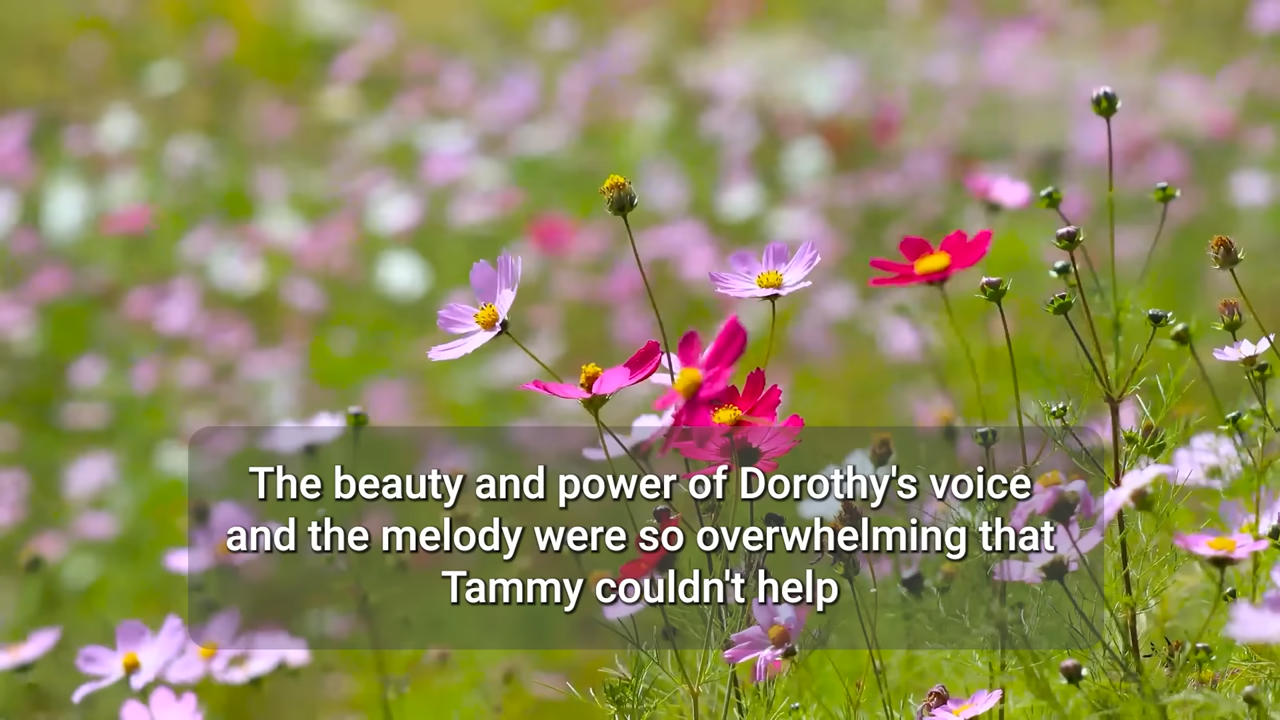 The beauty and power of Dorothy's voice
and the melody were so overwhelming that
Tammy couldn't help